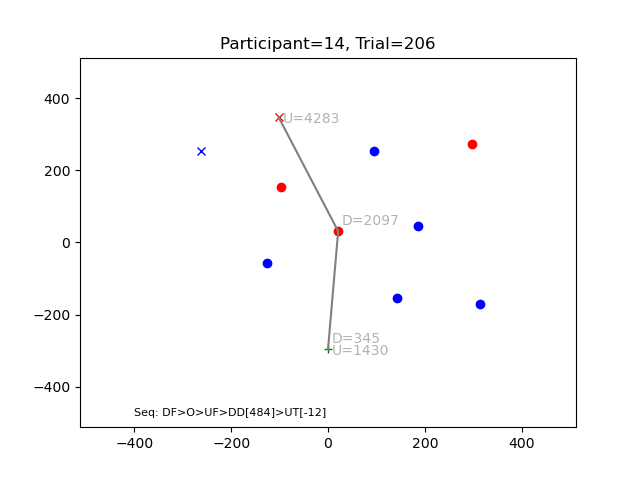 Participant=14, Trial=206
U=4283
D=2097
D=345
U=1430
Seq: DF>O>UF>DD[484]>UT[-12]
400
200
0
−200
−400
−400
−200
0
200
400